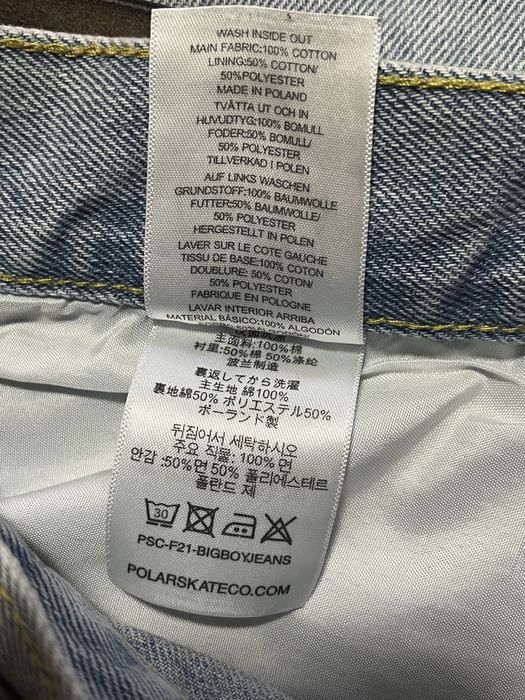 WASH INSIDE OUT
MAIN FABRIC:100% COTTON
LINING:50% COTTON/
50%POLYESTER
MADE IN POLAND
TVÄTTA UT OCH IN
HUVUDTYG:100% BOMULL
FODER:50% BOMULL/
50% POLYESTER
TILLVERKAD I POLEN
AUF LINKS WASCHEN
GRUNDSTOFF:100% BAUMWOLLE
FUTTER:50% BAUMWOLLE/
50% POLYESTER
HERGESTELLT IN POLEN
LAVER SUR LE COTE GAUCHE
TISSU DE BASE:100% COTON
DOUBLURE: 50% COTON/
50% POLYESTER
FABRIQUE EN POLOGNE
LAVAR INTERIOR ARRIBA
MATERIAL BÁSICO:100% ALGODÓN
主面料:100%棉
衬里:50%棉 50%涤纶
波兰制造
裏返してから洗濯
主生地 綿100%
裏地綿50% ポリエステル50%
ポーランド製
뒤짚어서 세탁하시오
주요 직물: 100% 면
안감 :50%면 50% 폴리에스테르
폴란드 제
30
PSC-F21-BIGBOYJEANS
POLARSKATECO.COM